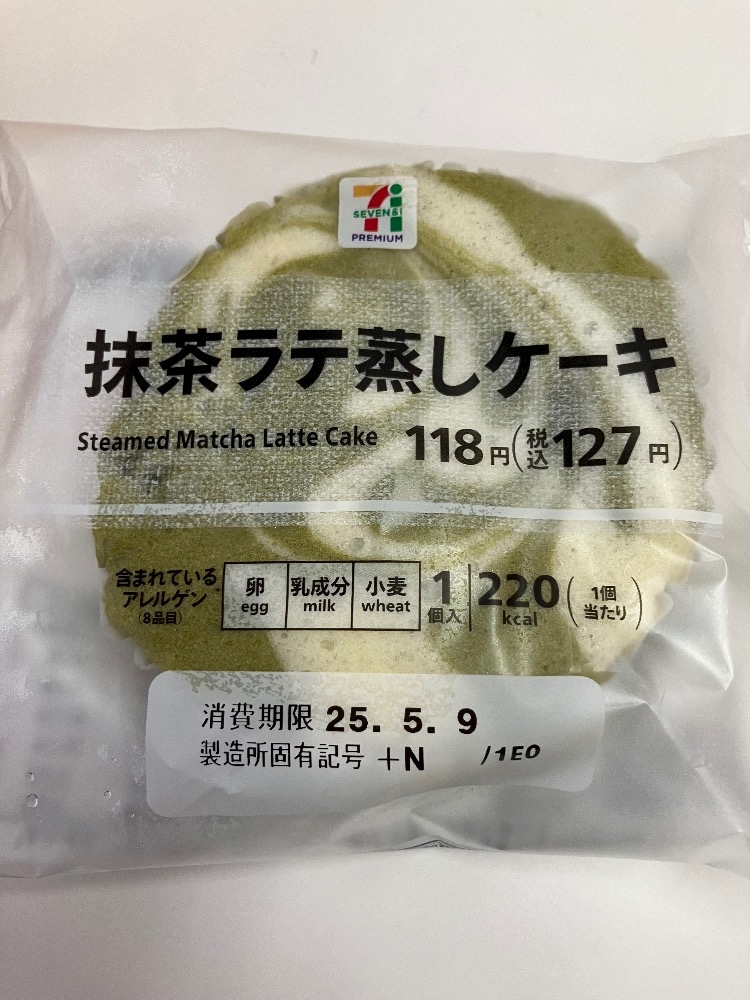 SEVEN&i
PREMIUM
抹茶ラテ蒸しケーキ
Steamed Matcha Latte Cake 118円(税込127円)
含まれている
アレルゲン
(8品目)
卵 乳成分 小麦
egg milk wheat
1個入 220kcal (1個当たり)
消費期限 25. 5. 9
製造所固有記号 +N /1E0